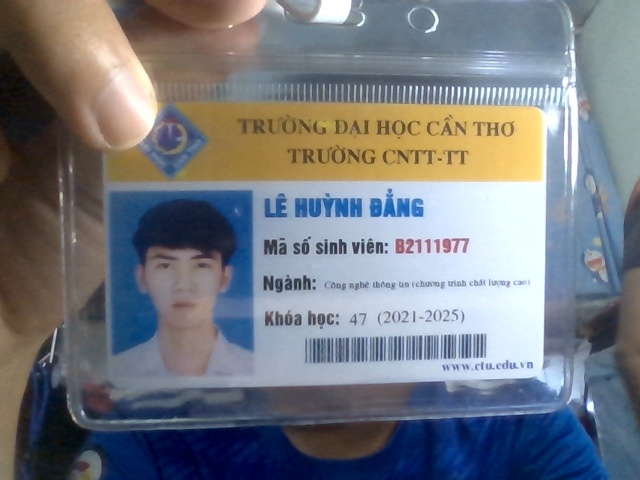 TRƯỜNG ĐẠI HỌC CẦN THƠ
TRƯỜNG CNTT-TT
LÊ HUỲNH ĐẲNG
Mã số sinh viên: B2111977
Ngành: Công nghệ thông tin (chương trình chất lượng cao)
Khóa học: 47 (2021-2025)
www.ctu.edu.vn